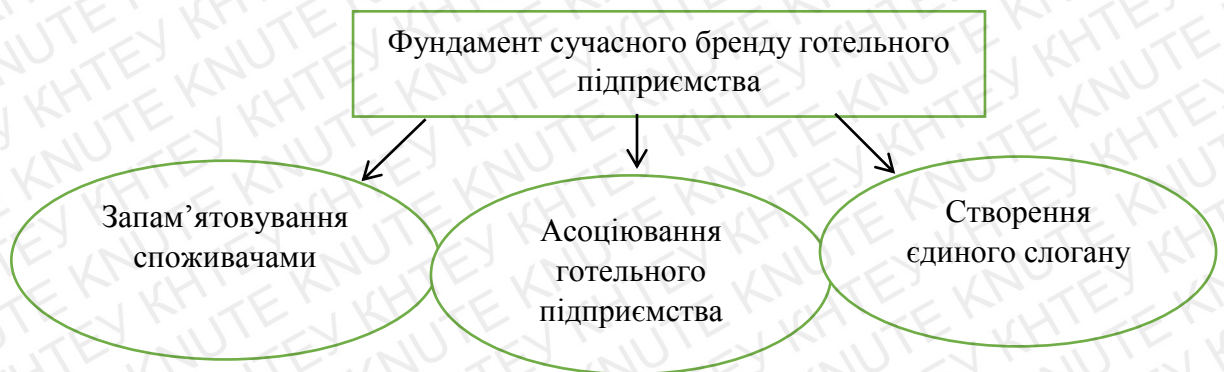 Фундамент сучасного бренду готельного
підприємства
Запам’ятовування
споживачами
Асоціювання
готельного
підприємства
Створення
єдиного слогану